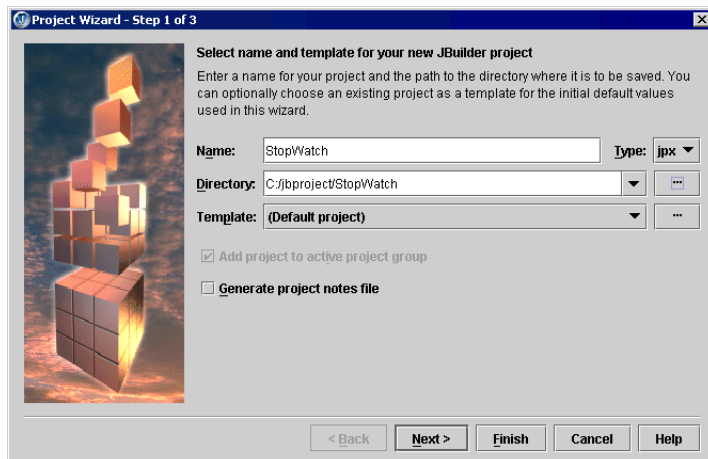 Project Wizard - Step 1 of 3
Select name and template for your new JBuilder project
Enter a name for your project and the path to the directory where it is to be saved. You
can optionally choose an existing project as a template for the initial default values
used in this wizard.
Name: StopWatch Type: jpx
Directory: C:/jbproject/StopWatch ...
Template: (Default project) ...
Add project to active project group
Generate project notes file
< Back Next > Finish Cancel Help